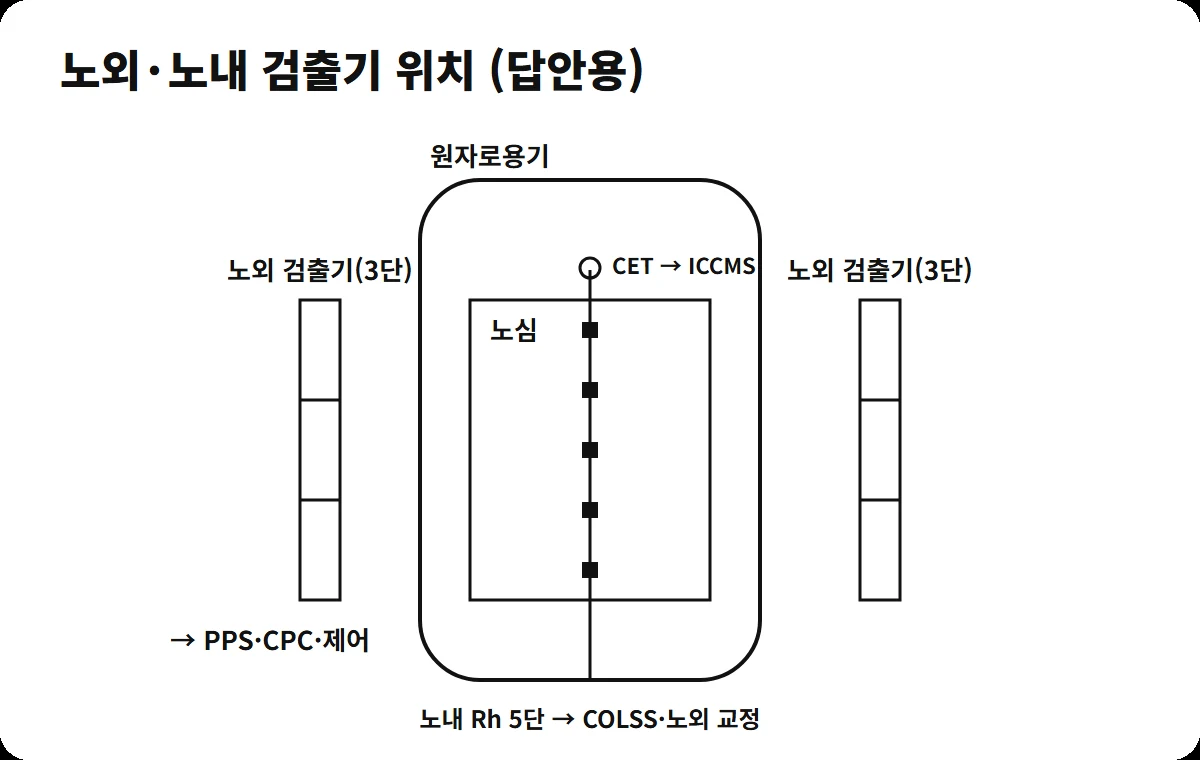 노외·노내 검출기 위치 (답안용)
원자로용기
노외 검출기(3단)
CET → ICCMS
노외 검출기(3단)
노심
→ PPS·CPC·제어
노내 Rh 5단 → COLSS·노외 교정